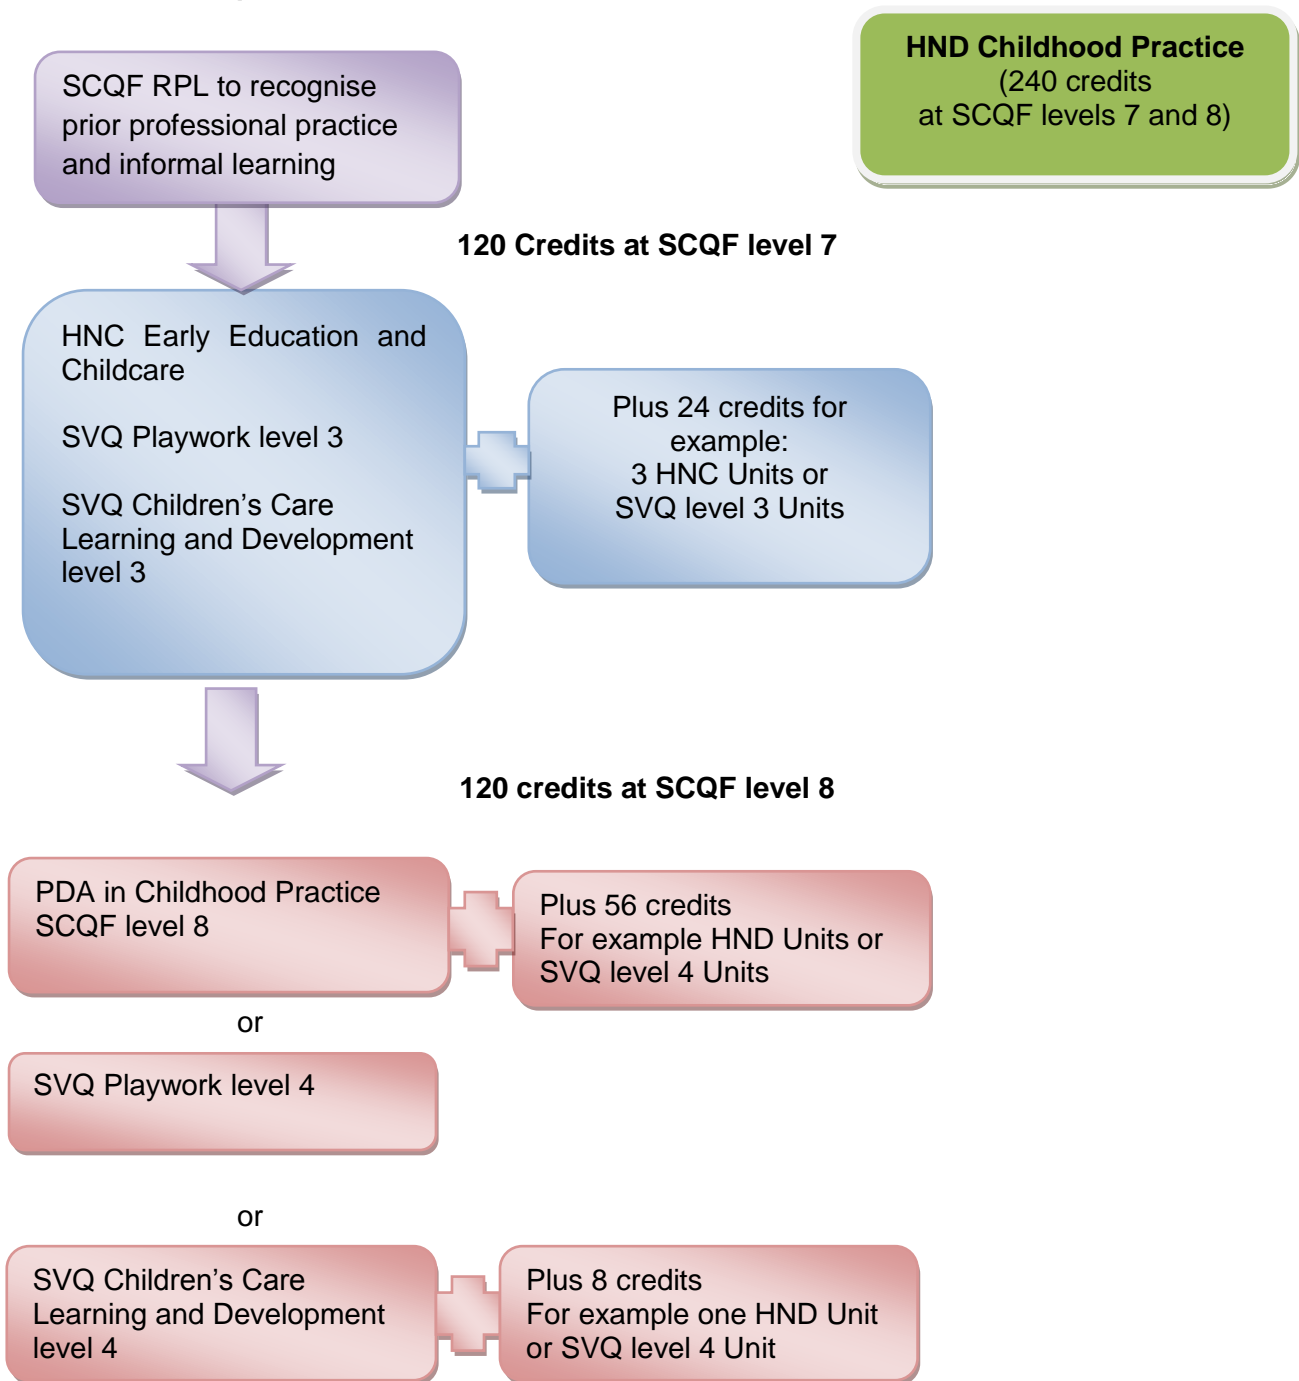 HND Childhood Practice
(240 credits
at SCQF levels 7 and 8)
SCQF RPL to recognise
prior professional practice
and informal learning
120 Credits at SCQF level 7
HNC Early Education and
Childcare
SVQ Playwork level 3
SVQ Children’s Care
Learning and Development
level 3
Plus 24 credits for
example:
3 HNC Units or
SVQ level 3 Units
120 credits at SCQF level 8
PDA in Childhood Practice
SCQF level 8
Plus 56 credits
For example HND Units or
SVQ level 4 Units
or
SVQ Playwork level 4
or
SVQ Children’s Care
Learning and Development
level 4
Plus 8 credits
For example one HND Unit
or SVQ level 4 Unit